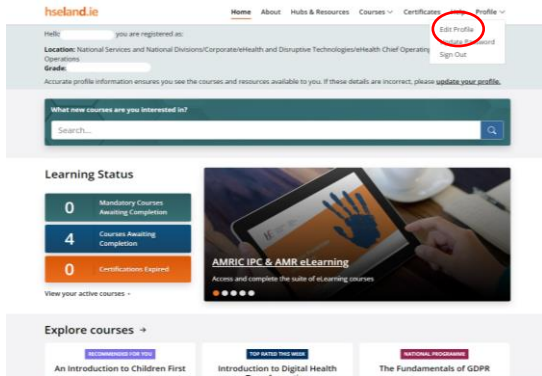 hseland.ie
Home About Hubs & Resources Courses Certificates Help Profile
Edit Profile
Update Password
Sign Out
Hello you are registered as:
Location: National Services and National Divisions/Corporate/eHealth and Disruptive Technologies/eHealth Chief Operating
Operations
Grade:
Accurate profile information ensures you see the courses and resources available to you. If these details are incorrect, please update your profile.
What new courses are you interested in?
Search...
Learning Status
0 Mandatory Courses
Awaiting Completion
4 Courses Awaiting
Completion
0 Certifications Expired
View your active courses
AMRIC IPC & AMR eLearning
Access and complete the suite of eLearning courses
Explore courses →
RECOMMENDED FOR YOU
An Introduction to Children First
TOP RATED THIS WEEK
Introduction to Digital Health
NATIONAL PROGRAMME
The Fundamentals of GDPR